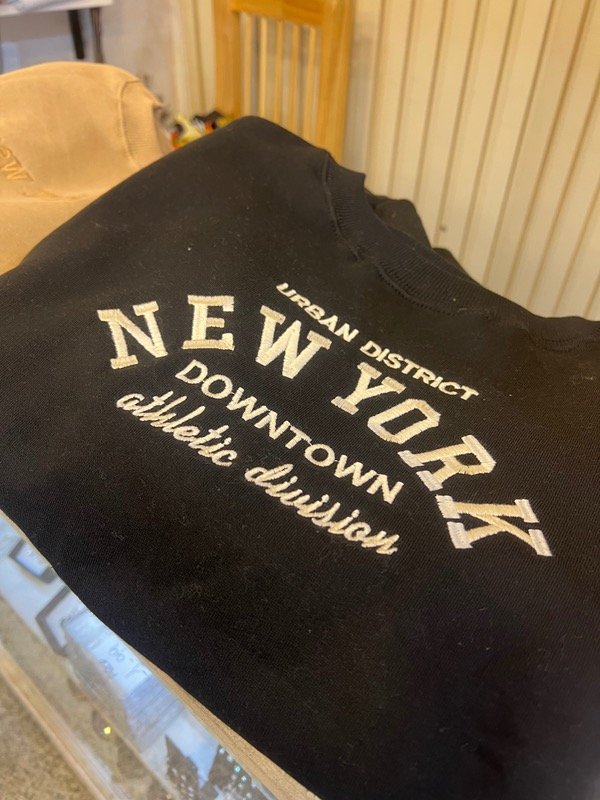 URBAN DISTRICT
NEW YORK
DOWNTOWN
athletic division